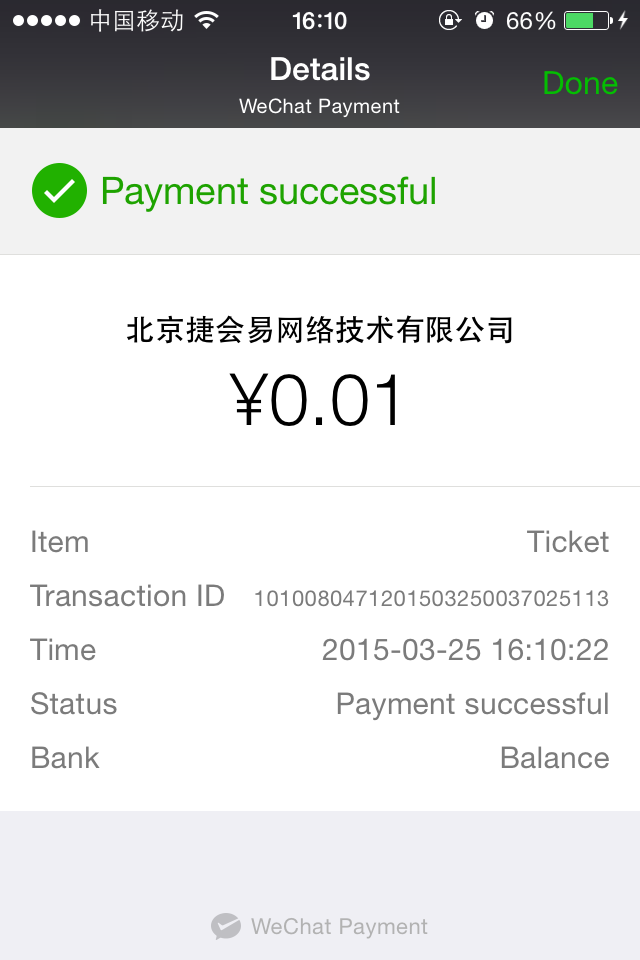 中国移动 16:10 66%
Details
WeChat Payment
Done
Payment successful
北京捷会易网络技术有限公司
¥0.01
Item Ticket
Transaction ID 1010080471201503250037025113
Time 2015-03-25 16:10:22
Status Payment successful
Bank Balance
WeChat Payment